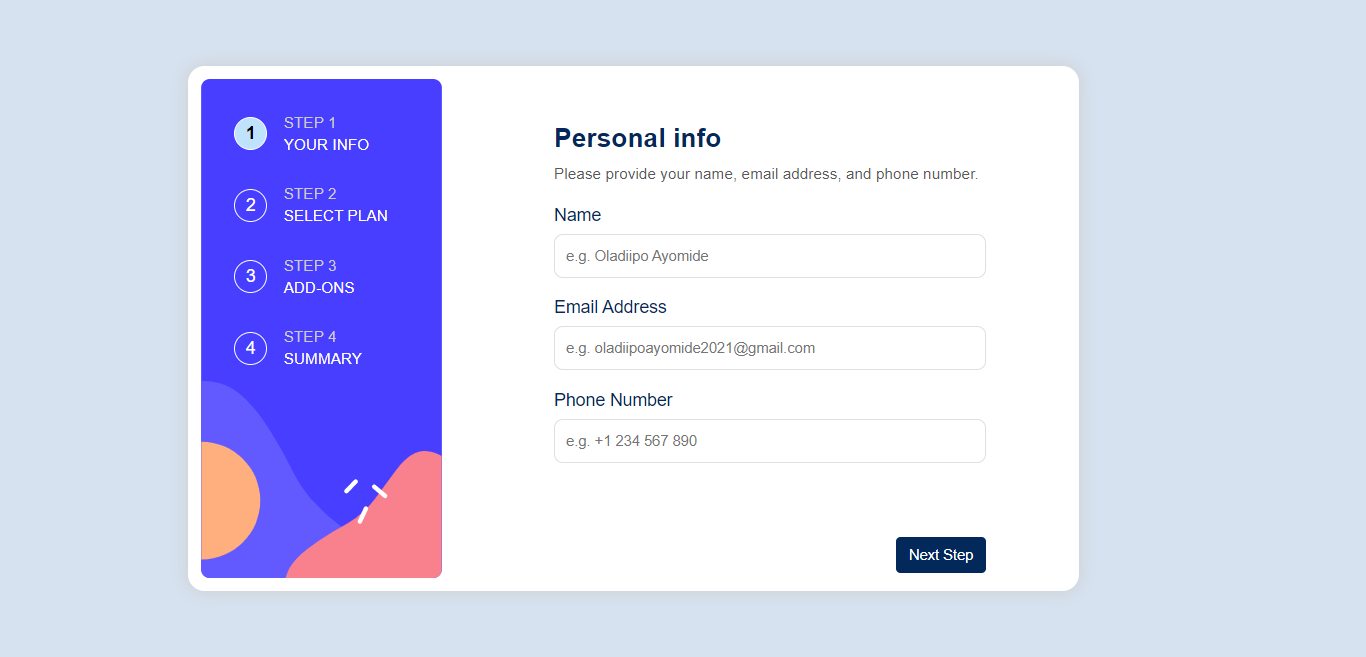 1
STEP 1
YOUR INFO
2
STEP 2
SELECT PLAN
3
STEP 3
ADD-ONS
4
STEP 4
SUMMARY
Personal info
Please provide your name, email address, and phone number.
Name
e.g. Oladiipo Ayomide
Email Address
e.g. oladiipoayomide2021@gmail.com
Phone Number
e.g. +1 234 567 890
Next Step